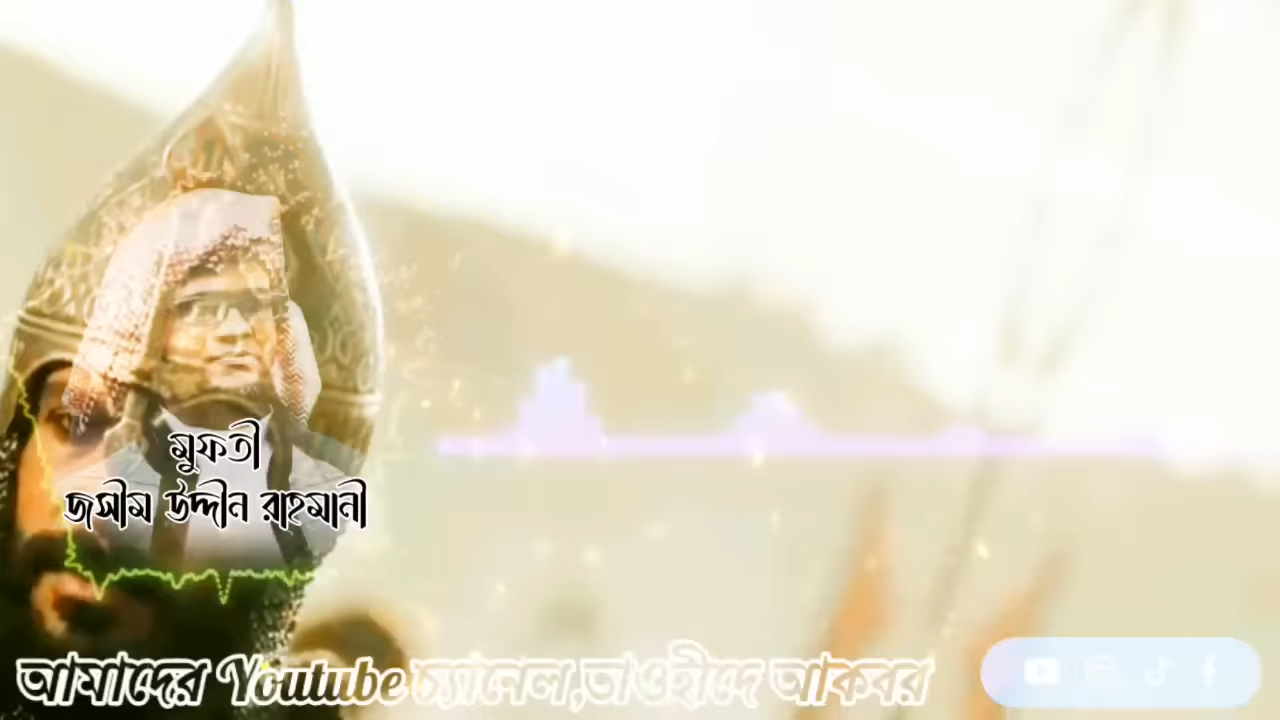 মুফতী
জসীম উদ্দীন রাহমানী
আমাদের Youtube চ্যানেল,তাওহীদে আকবর